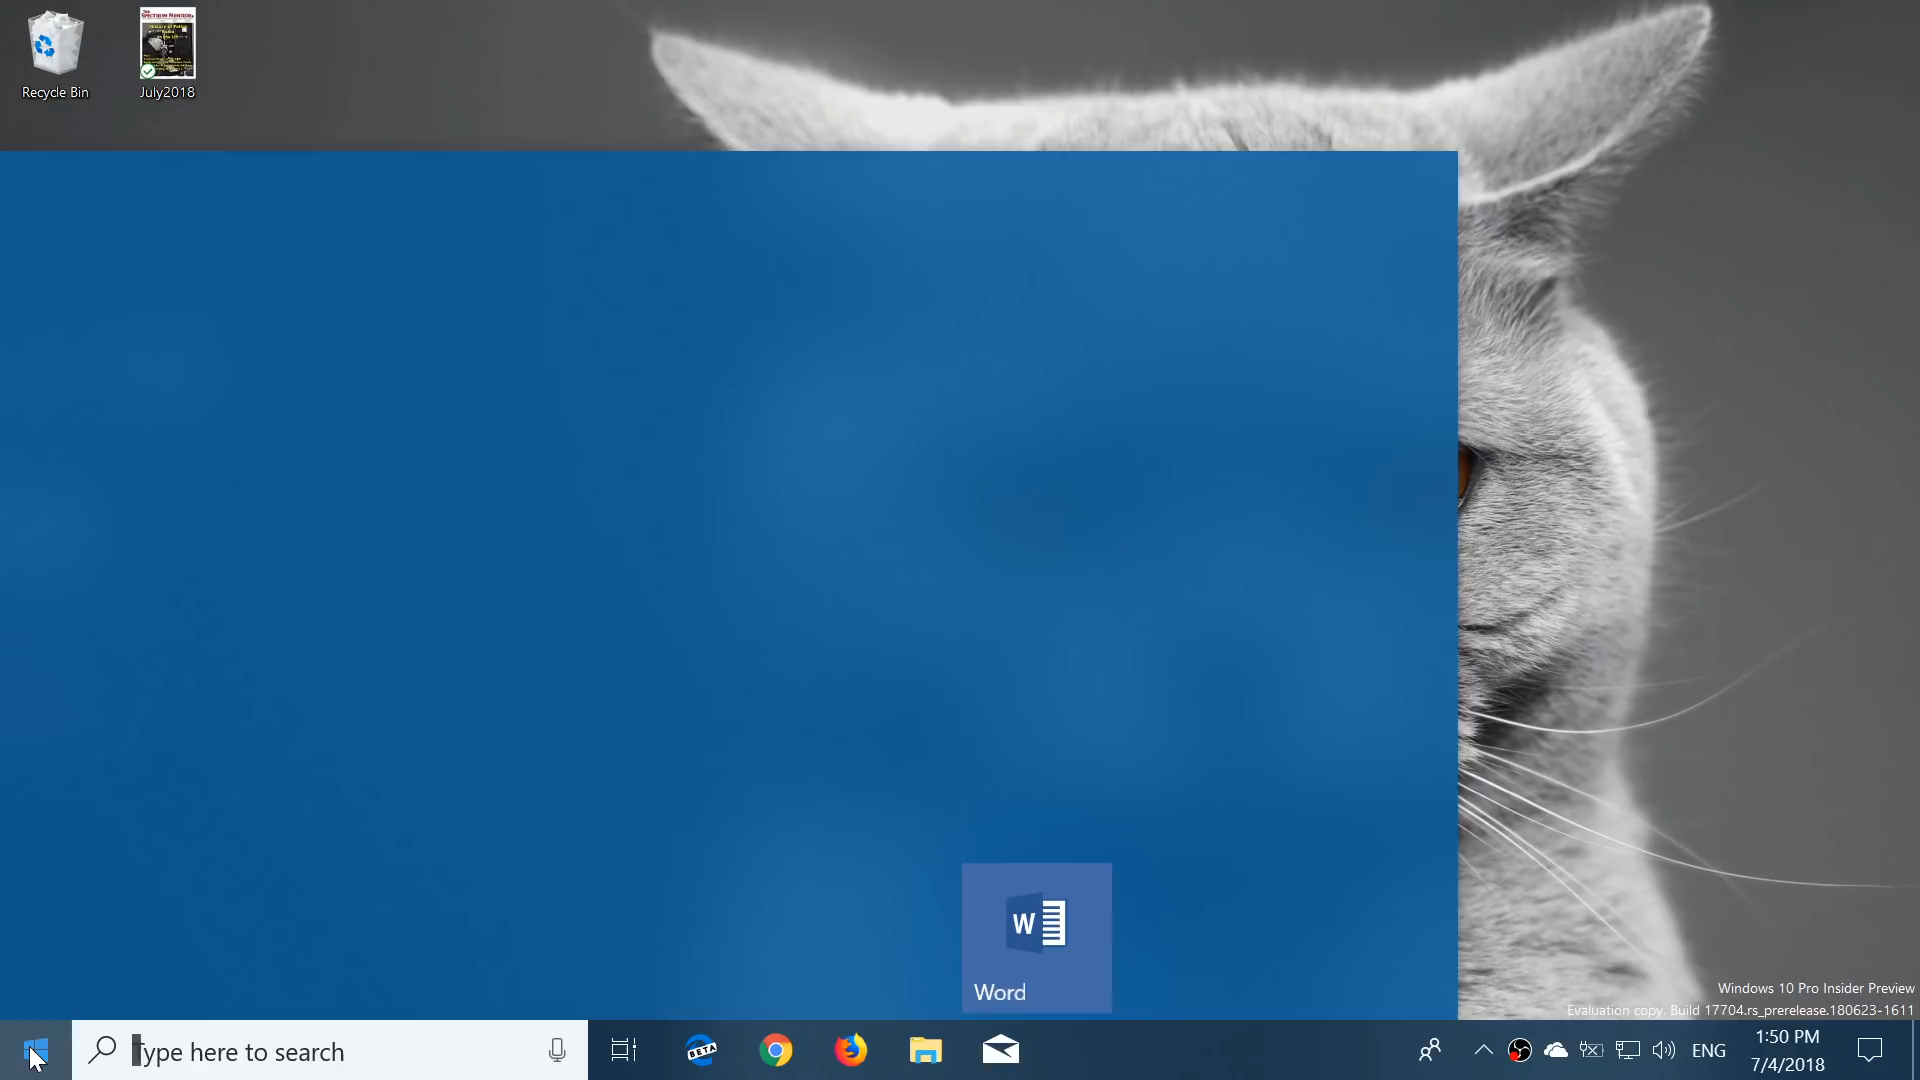 Recycle Bin
July2018
W
Word
Windows 10 Pro Insider Preview
Evaluation copy. Build 17704.rs_prerelease.180623-1611
Type here to search
BETA
ENG
1:50 PM
7/4/2018